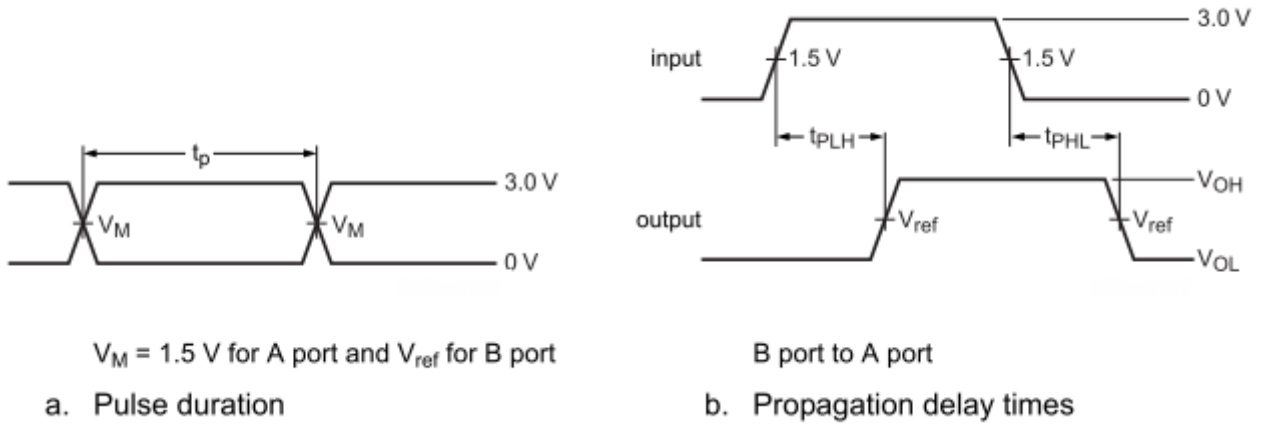 tp
VM
VM
3.0 V
0 V
VM = 1.5 V for A port and Vref for B port
a. Pulse duration
input
1.5 V
1.5 V
3.0 V
0 V
tPLH
tPHL
output
Vref
Vref
VOH
VOL
B port to A port
b. Propagation delay times